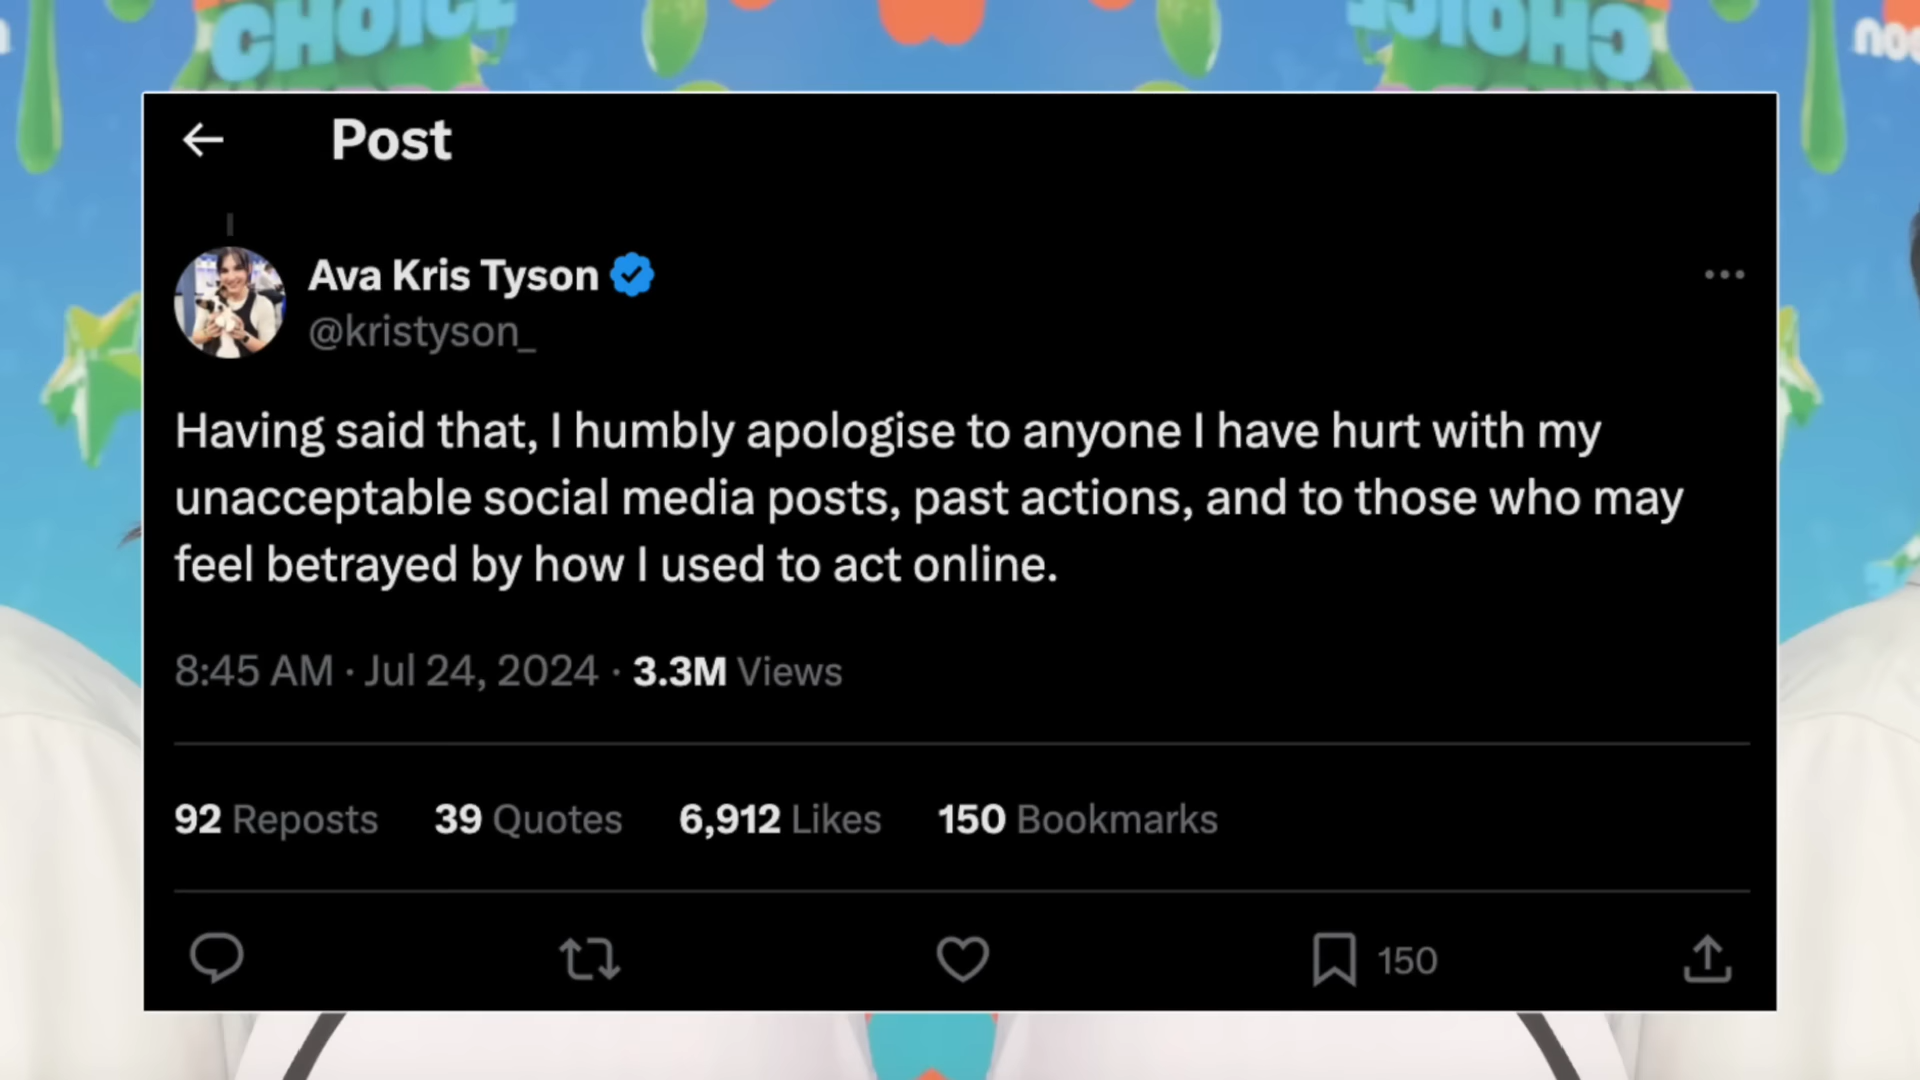 CHOICE
CHOICE
Post
Ava Kris Tyson
@kristyson_
Having said that, I humbly apologise to anyone I have hurt with my
unacceptable social media posts, past actions, and to those who may
feel betrayed by how I used to act online.
8:45 AM · Jul 24, 2024 · 3.3M Views
92 Reposts 39 Quotes 6,912 Likes 150 Bookmarks
150